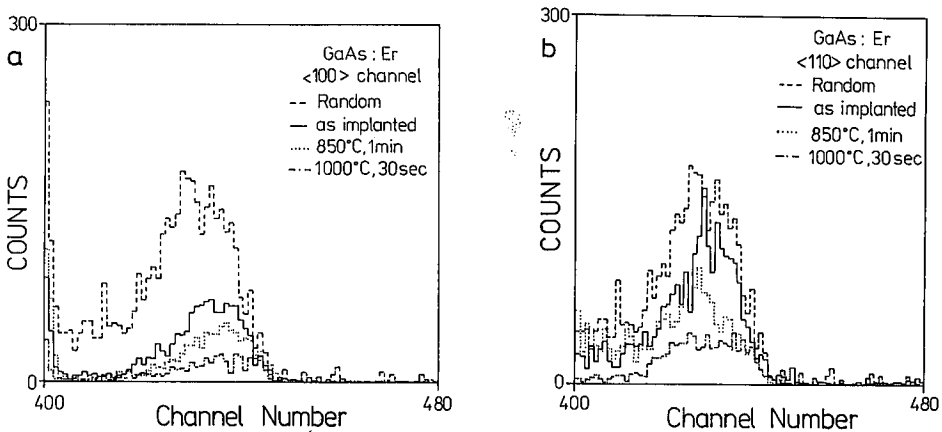 300
a
GaAs : Er
<100> channel
Random
as implanted
850°C, 1min
1000°C, 30sec
COUNTS
0
400
480
Channel Number
300
b
GaAs : Er
<110> channel
Random
as implanted
850°C, 1min
1000°C, 30sec
COUNTS
0
400
480
Channel Number